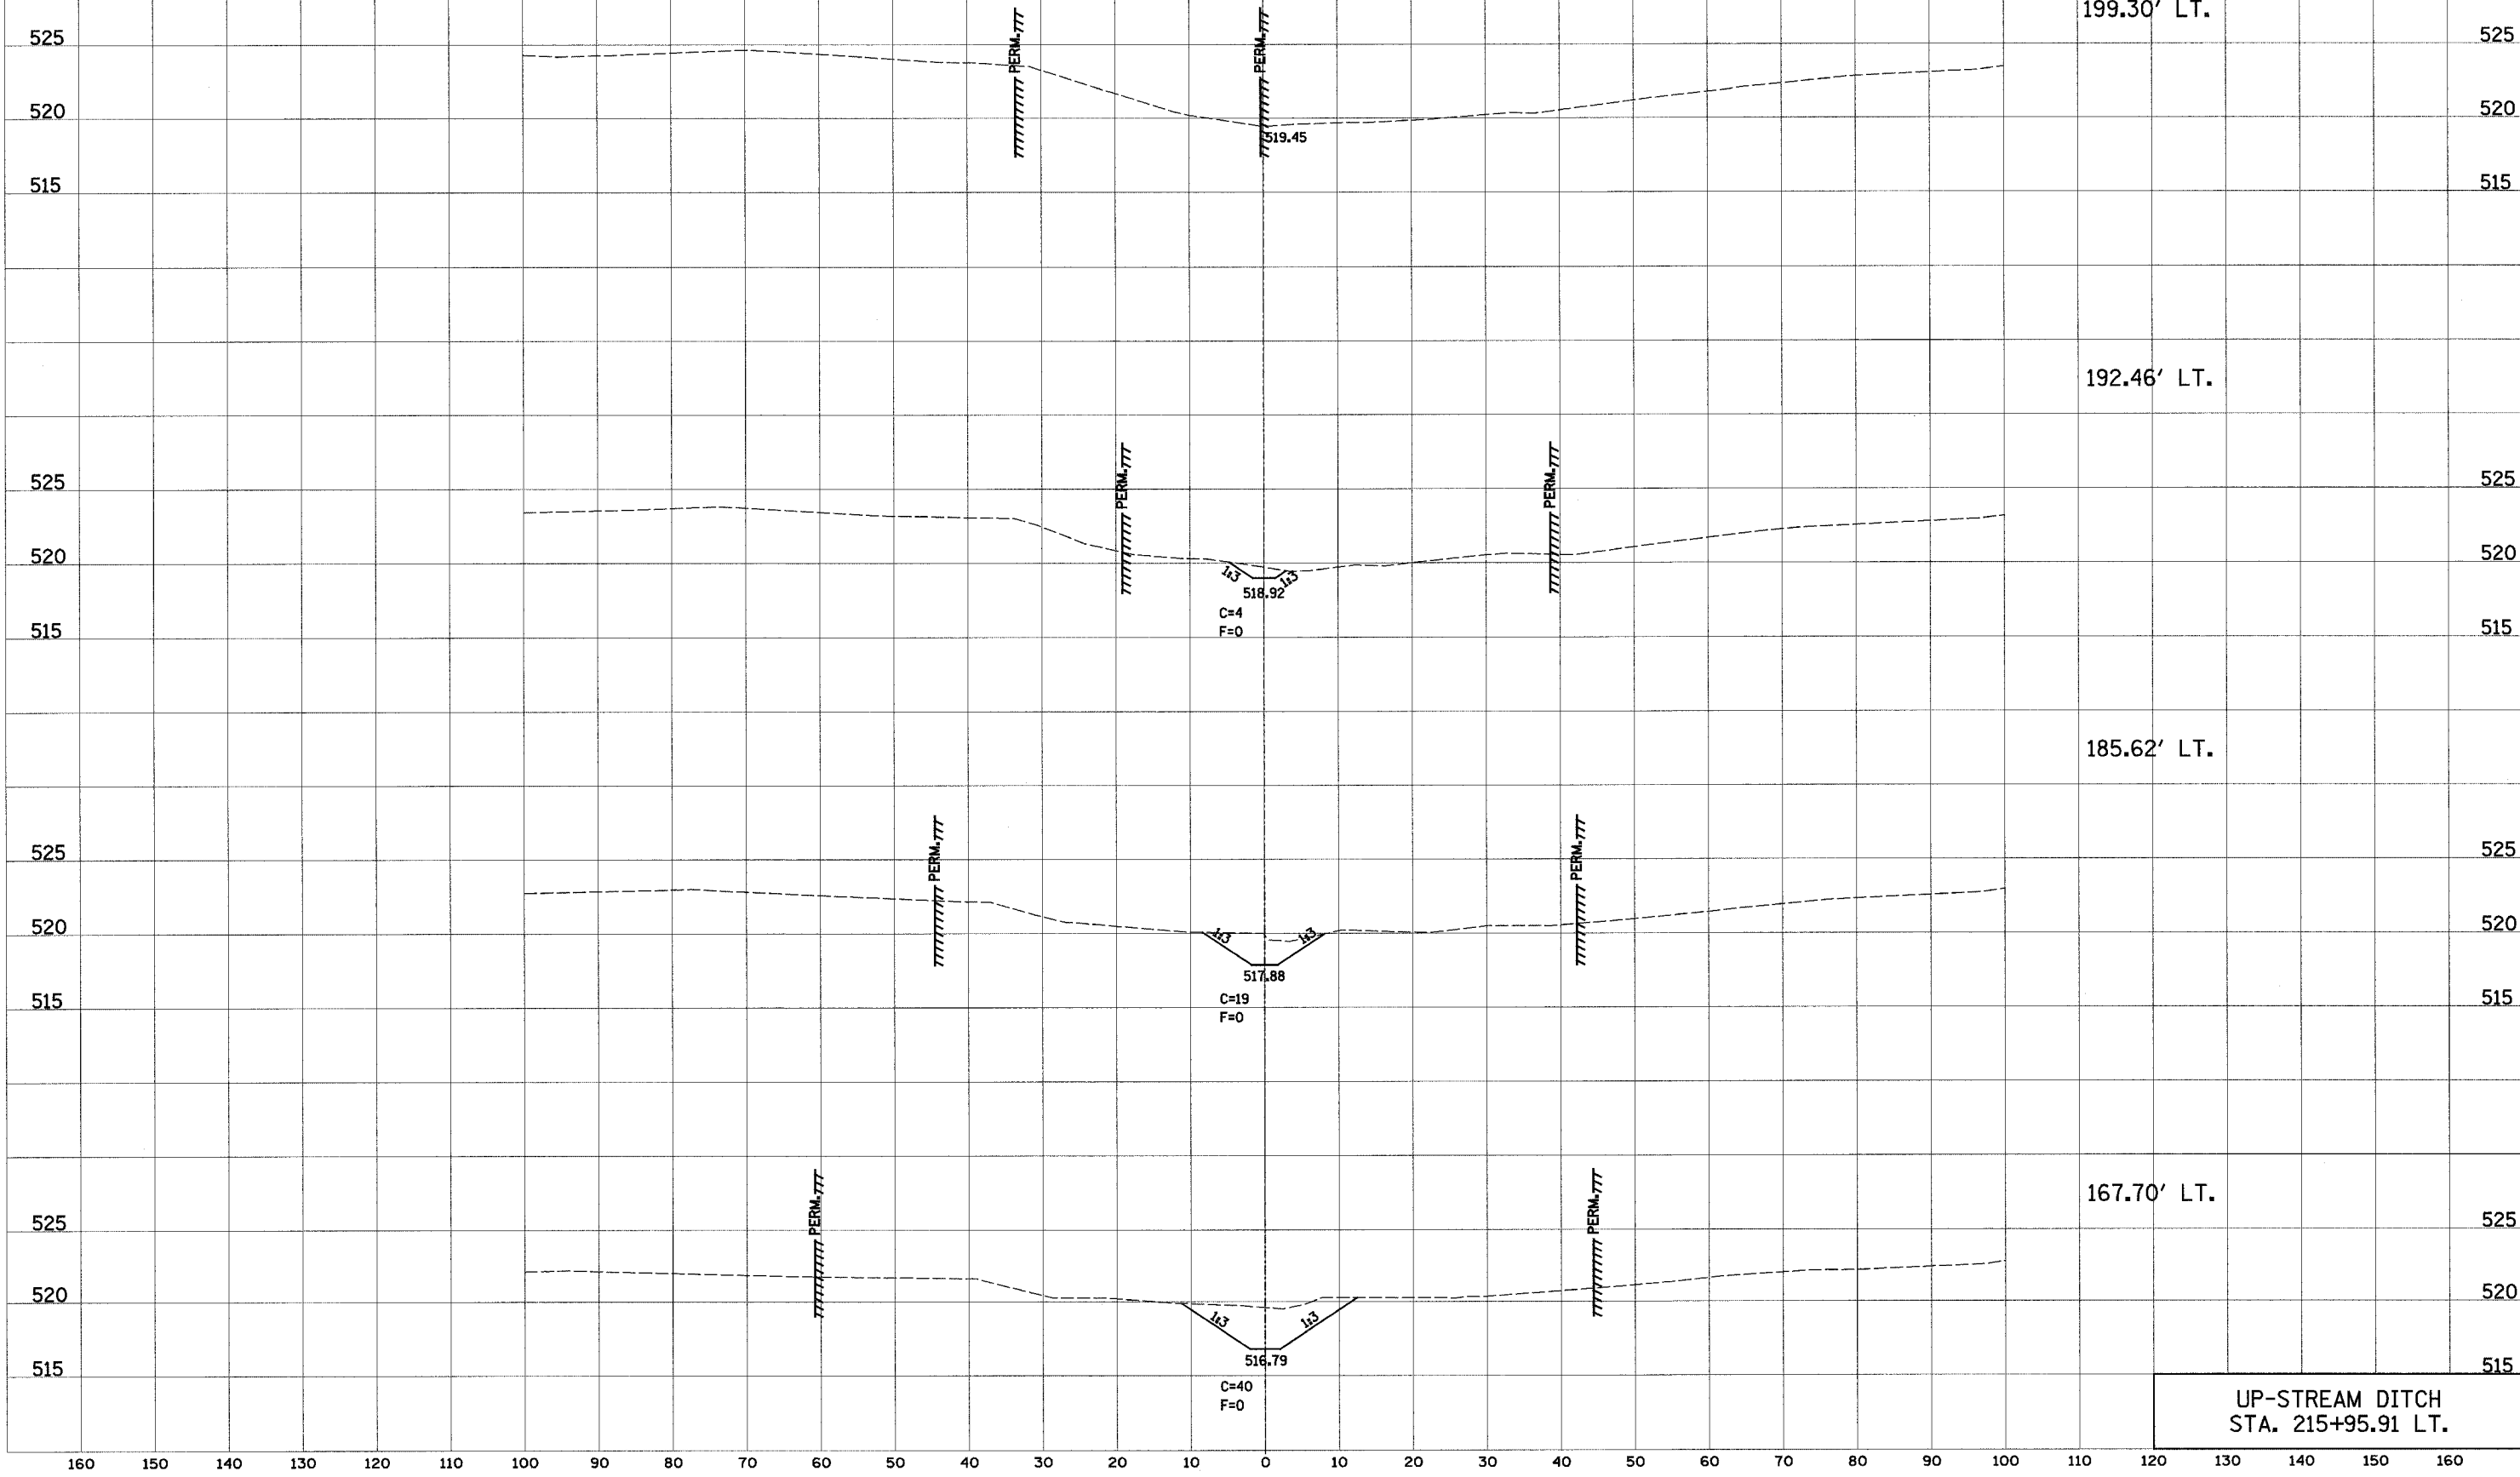 199.30' LT.
PERM. PERM.
525 525
520 520
519.45
515 515
192.46' LT.
PERM. PERM.
525 525
520 520
1:3 1:3
518.92
C=4
F=0
515 515
185.62' LT.
PERM. PERM.
525 525
520 520
1:3 1:3
517.88
C=19
F=0
515 515
167.70' LT.
PERM. PERM.
525 525
520 520
1:3 1:3
516.79
515 515
C=40
F=0
UP-STREAM DITCH
STA. 215+95.91 LT.
160 150 140 130 120 110 100 90 80 70 60 50 40 30 20 10 0 10 20 30 40 50 60 70 80 90 100 110 120 130 140 150 160